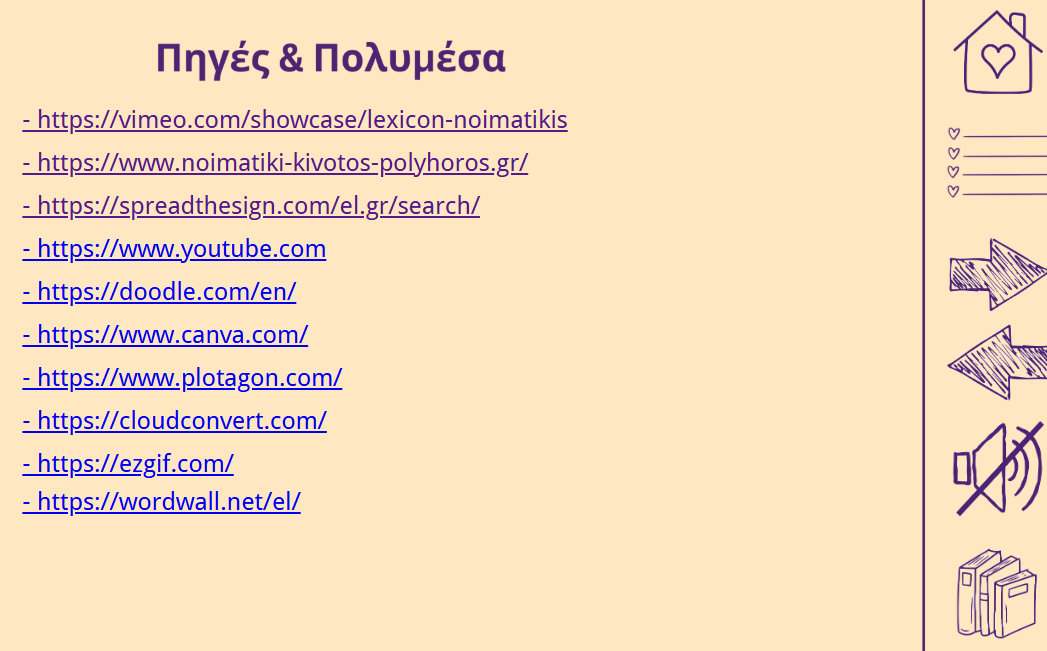 Πηγές & Πολυμέσα
- https://vimeo.com/showcase/lexicon-noimatikis
- https://www.noimatiki-kivotos-polyhoros.gr/
- https://spreadthesign.com/el.gr/search/
- https://www.youtube.com
- https://doodle.com/en/
- https://www.canva.com/
- https://www.plotagon.com/
- https://cloudconvert.com/
- https://ezgif.com/
- https://wordwall.net/el/